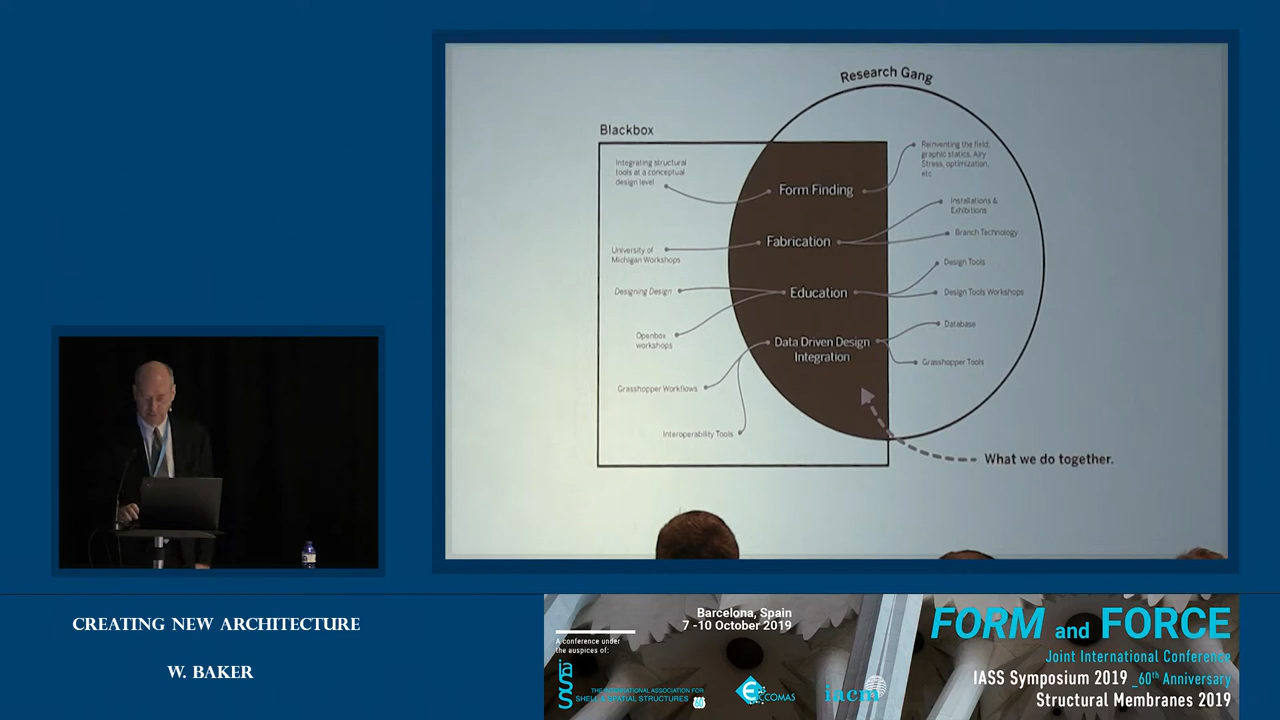 Research Gang
Blackbox
Integrating structural
tools at a conceptual
design level
Reinventing the field;
graphic statics, Airy
Stress, optimization,
etc
Form Finding
Installations &
Exhibitions
Fabrication
Branch Technology
University of
Michigan Workshops
Design Tools
Designing Design
Education
Design Tools Workshops
Openbox
workshops
Database
Data Driven Design
Integration
Grasshopper Tools
Grasshopper Workflows
Interoperability Tools
What we do together.
CREATING NEW ARCHITECTURE
W. BAKER
Barcelona, Spain
7 -10 October 2019
A conference under
the auspices of:
iass
THE INTERNATIONAL ASSOCIATION FOR
SHELL & SPATIAL STRUCTURES
ECCOMAS
iacm
FORM and FORCE
Joint International Conference
IASS Symposium 2019 _60th Anniversary
Structural Membranes 2019